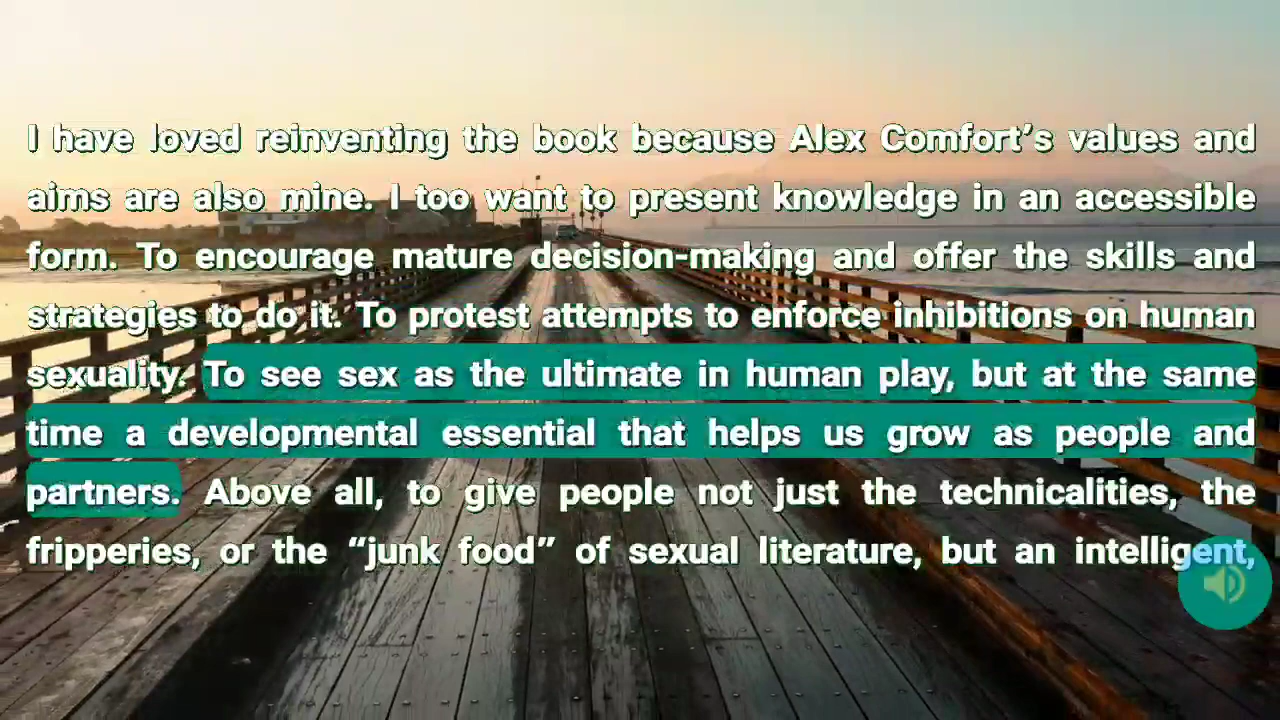 I have loved reinventing the book because Alex Comfort’s values and
aims are also mine. I too want to present knowledge in an accessible
form. To encourage mature decision-making and offer the skills and
strategies to do it. To protest attempts to enforce inhibitions on human
sexuality. To see sex as the ultimate in human play, but at the same
time a developmental essential that helps us grow as people and
partners. Above all, to give people not just the technicalities, the
fripperies, or the “junk food” of sexual literature, but an intelligent,